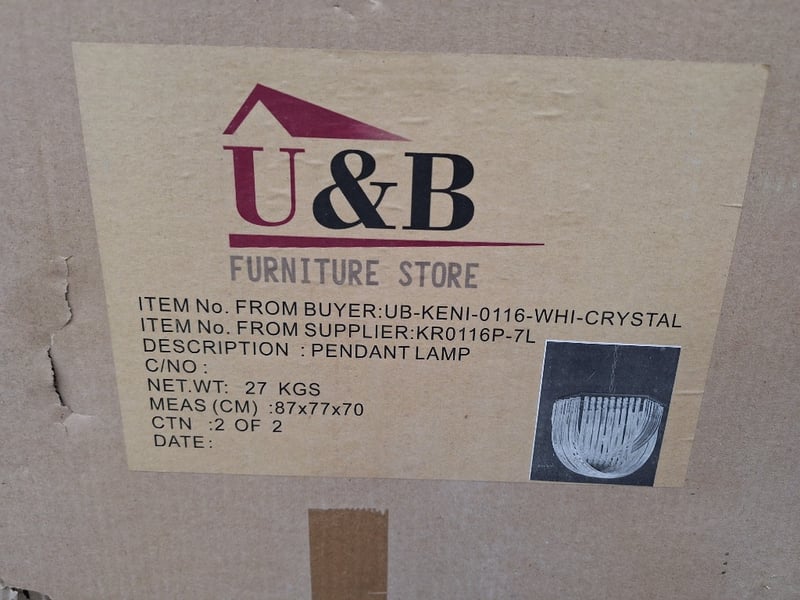 U&B
FURNITURE STORE
ITEM No. FROM BUYER:UB-KENI-0116-WHI-CRYSTAL
ITEM No. FROM SUPPLIER:KR0116P-7L
DESCRIPTION : PENDANT LAMP
C/NO :
NET.WT: 27 KGS
MEAS (CM) :87x77x70
CTN :2 OF 2
DATE: